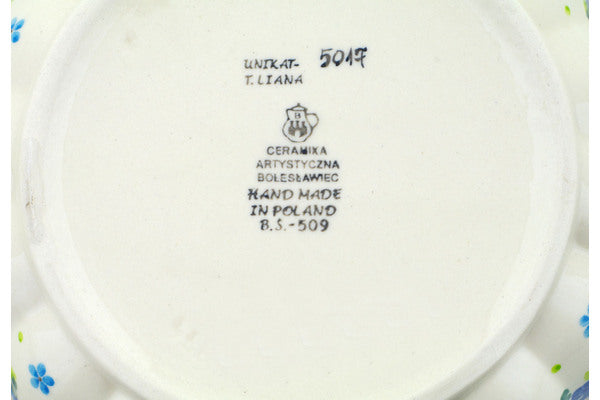 UNIKAT- 5017
T. LIANA
B
CERAMIKA
ARTYSTYCZNA
BOLESŁAWIEC
HAND MADE
IN POLAND
B.S.-509